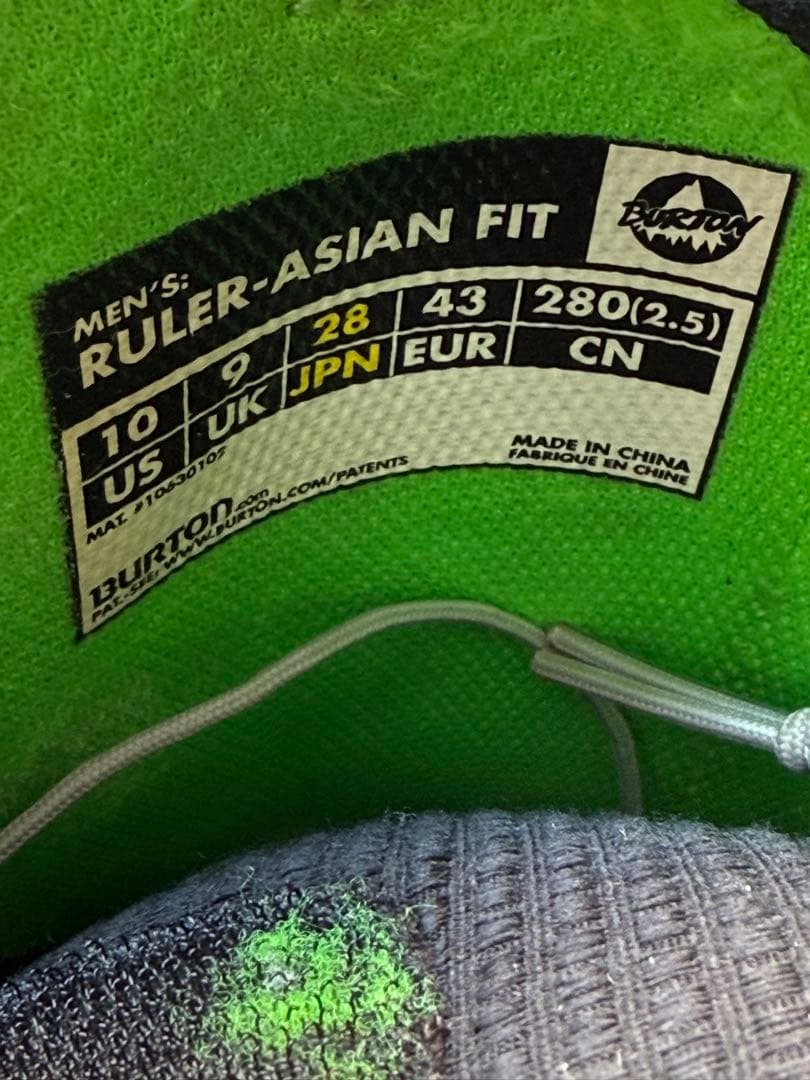 MEN'S:
RULER-ASIAN FIT
BURTON
10 9 28 43 280(2.5)
US UK JPN EUR CN
MAT. #10630107
BURTON.com
PAT.-SEE: WWW.BURTON.COM/PATENTS
MADE IN CHINA
FABRIQUE EN CHINE